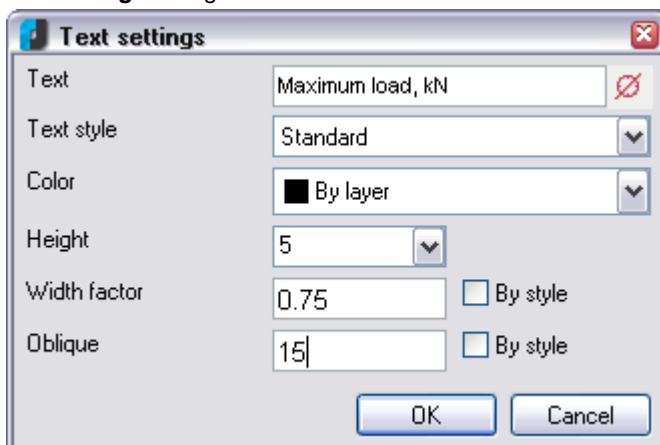 Text settings
Text Maximum load, kN
Text style Standard
Color By layer
Height 5
Width factor 0.75 By style
Oblique 15 By style
OK Cancel